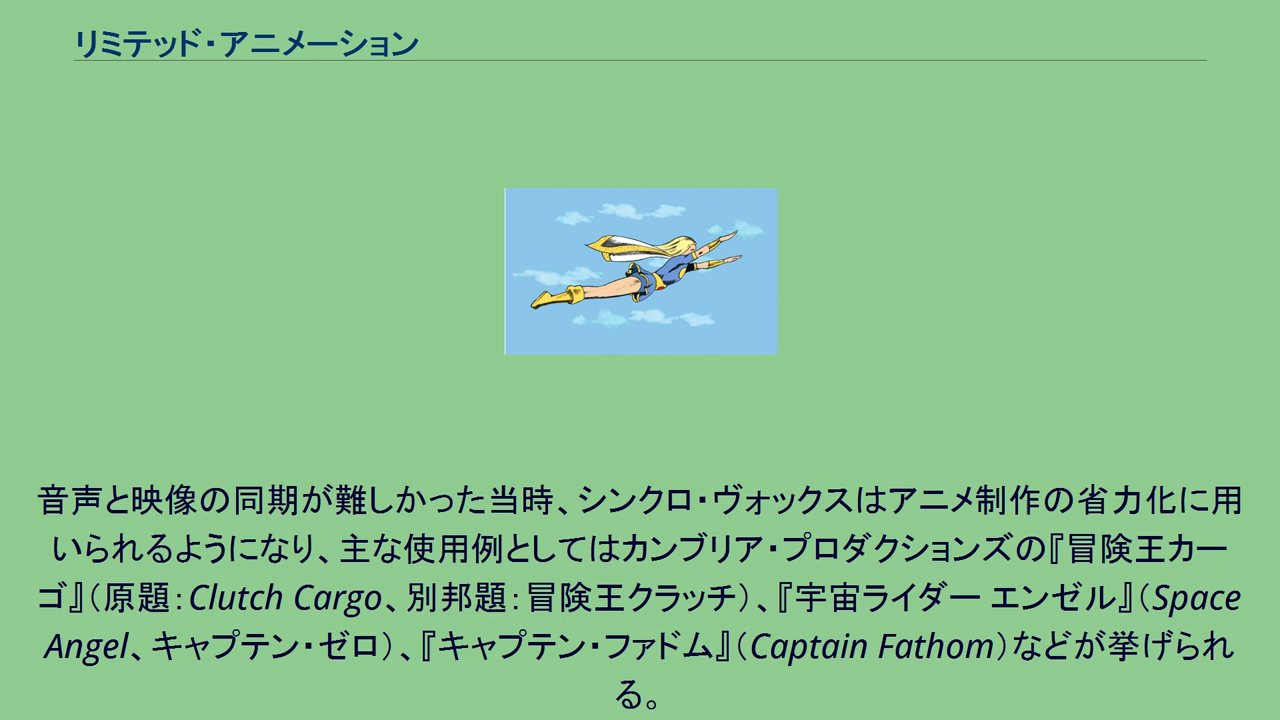 リミテッド・アニメーション
音声と映像の同期が難しかった当時、シンクロ・ヴォックスはアニメ制作の省力化に用
いられるようになり、主な使用例としてはカンブリア・プロダクションズの『冒険王カー
ゴ』（原題：Clutch Cargo、別邦題：冒険王クラッチ）、『宇宙ライダー エンゼル』（Space
Angel、キャプテン・ゼロ）、『キャプテン・ファドム』（Captain Fathom）などが挙げられ
る。